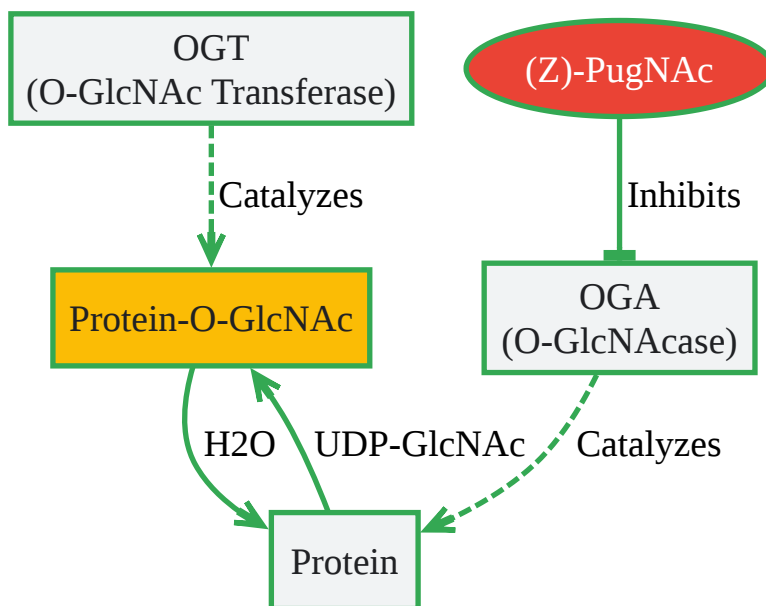 OGT
(O-GlcNAc Transferase)
(Z)-PugNAc
Catalyzes
Inhibits
Protein-O-GlcNAc
OGA
(O-GlcNAcase)
H2O
UDP-GlcNAc
Catalyzes
Protein